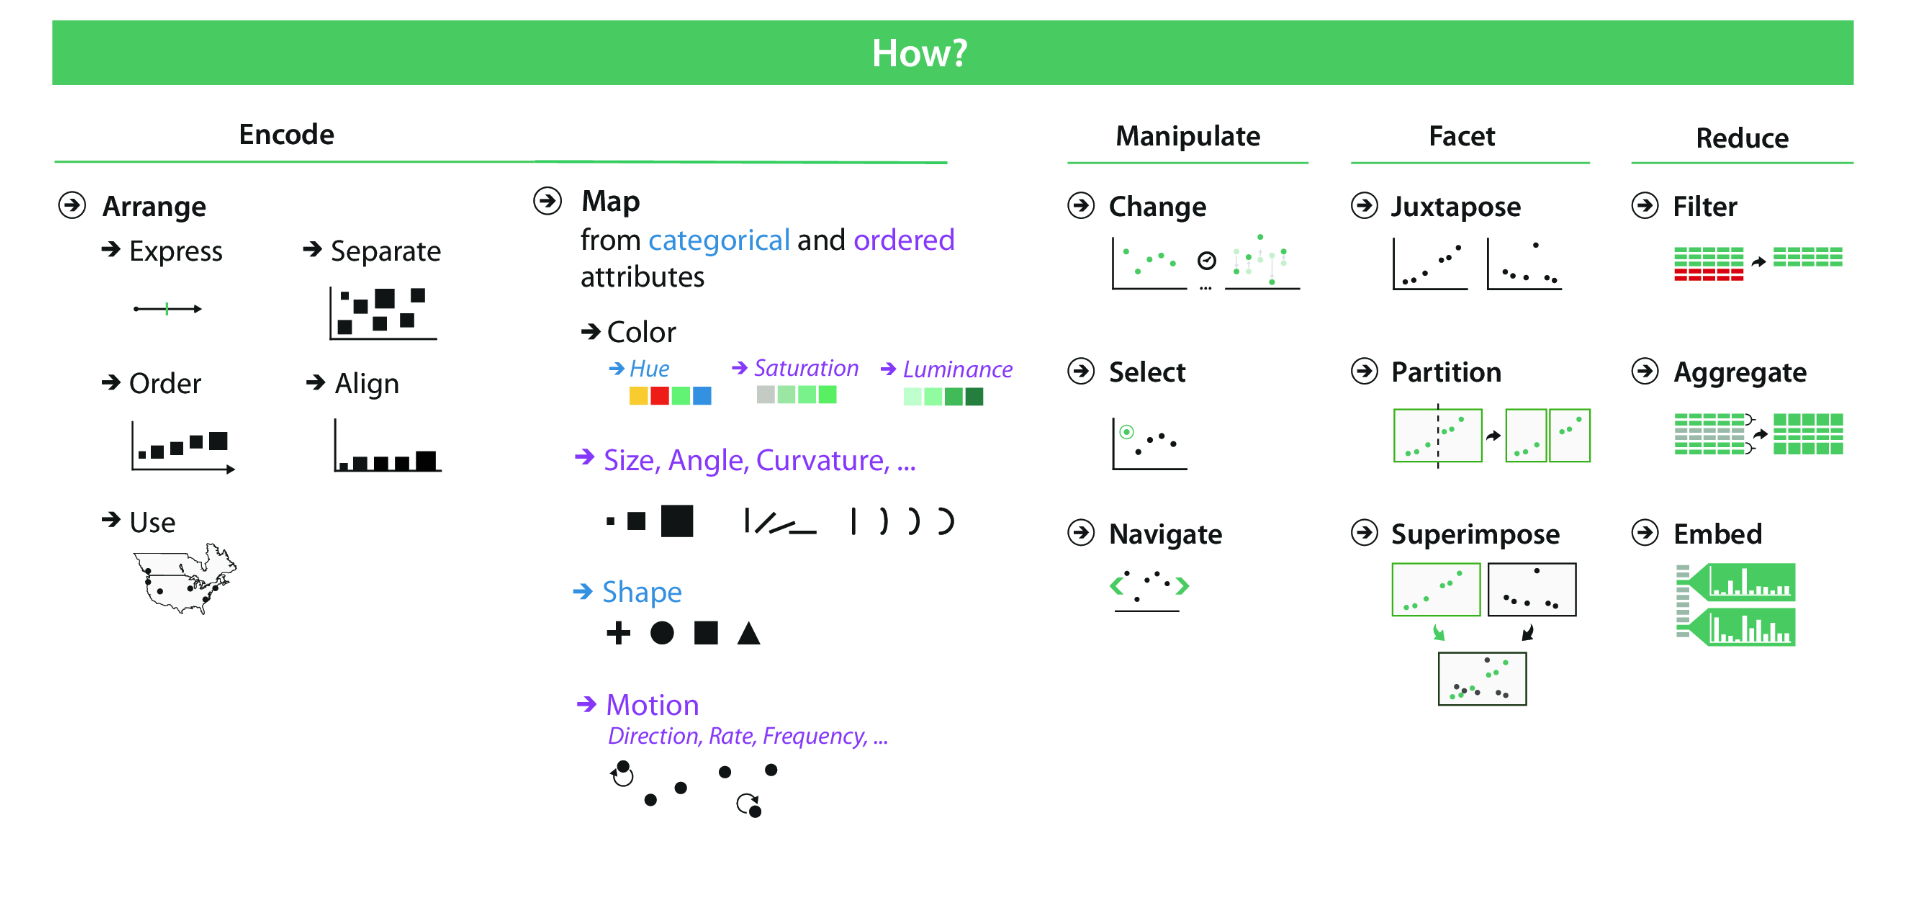 How?
Encode
Arrange
Express
Separate
Order
Align
Use
Map
from categorical and ordered
attributes
Color
Hue
Saturation
Luminance
Size, Angle, Curvature, ...
Shape
Motion
Direction, Rate, Frequency, ...
Manipulate
Change
...
Select
Navigate
Facet
Juxtapose
Partition
Superimpose
Reduce
Filter
Aggregate
Embed